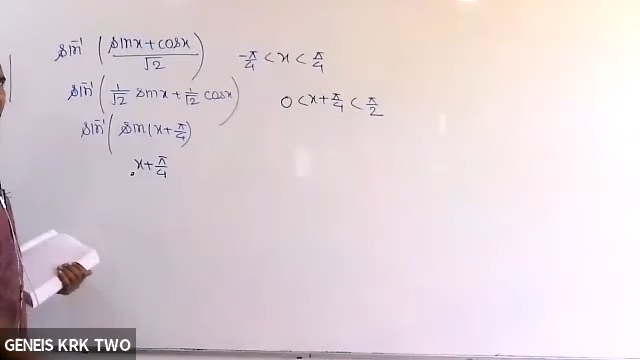 sin⁻¹ ( (sinx+cosx)/√2 )   -π/4 < x < π/4
sin⁻¹ ( 1/√2 sinx + 1/√2 cosx )   0 < x + π/4 < π/2
sin⁻¹ ( sin(x+π/4)
x+π/4
GENEIS KRK TWO